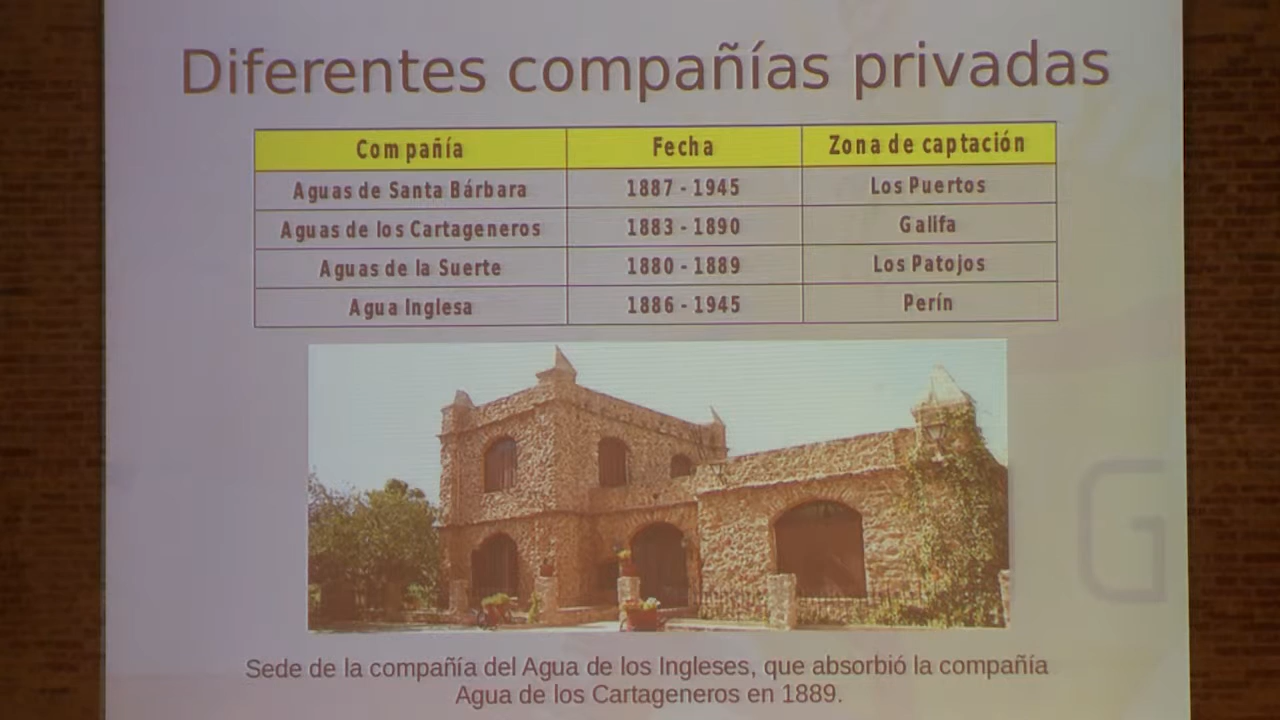 Diferentes compañías privadas
Compañía Fecha Zona de captación
Aguas de Santa Bárbara 1887 - 1945 Los Puertos
Aguas de los Cartageneros 1883 - 1890 Galifa
Aguas de la Suerte 1880 - 1889 Los Patojos
Agua Inglesa 1886 - 1945 Perín
G
Sede de la compañía del Agua de los Ingleses, que absorbió la compañía
Agua de los Cartageneros en 1889.